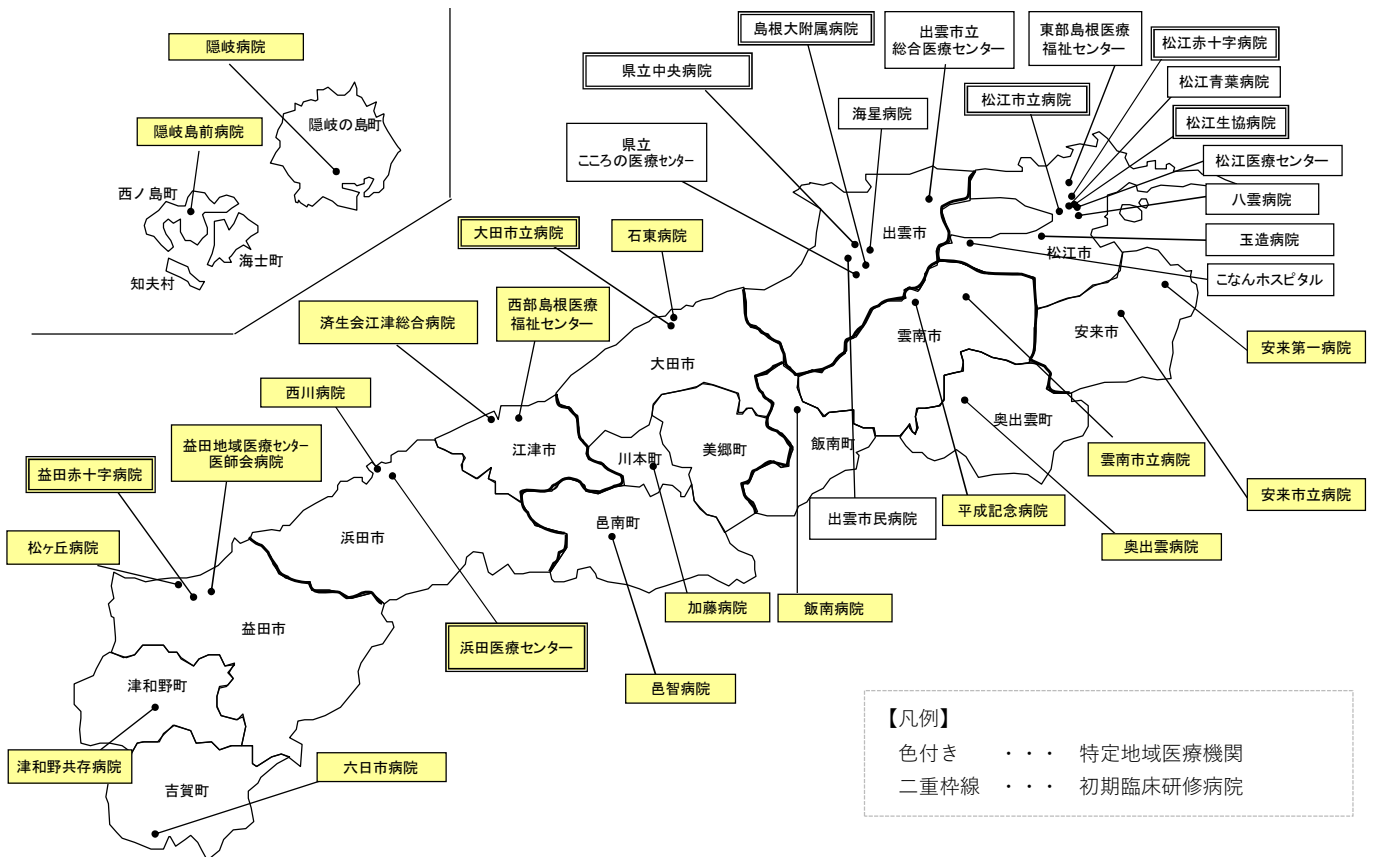 隠岐病院
隠岐の島町
隠岐島前病院
西ノ島町
海士町
知夫村
島根大附属病院
出雲市立
総合医療センター
東部島根医療
福祉センター
松江赤十字病院
県立中央病院
松江市立病院
松江青葉病院
海星病院
松江生協病院
県立
こころの医療センター
松江医療センター
八雲病院
玉造病院
こなんホスピタル
出雲市
松江市
大田市立病院
石東病院
済生会江津総合病院
西部島根医療
福祉センター
大田市
雲南市
安来市
安来第一病院
西川病院
益田地域医療センター
医師会病院
江津市
川本町
美郷町
飯南町
奥出雲町
益田赤十字病院
雲南市立病院
安来市立病院
松ヶ丘病院
浜田市
邑南町
出雲市民病院
平成記念病院
奥出雲病院
加藤病院
飯南病院
益田市
浜田医療センター
邑智病院
津和野町
津和野共存病院
六日市病院
吉賀町
【凡例】
色付き ・・・ 特定地域医療機関
二重枠線 ・・・ 初期臨床研修病院